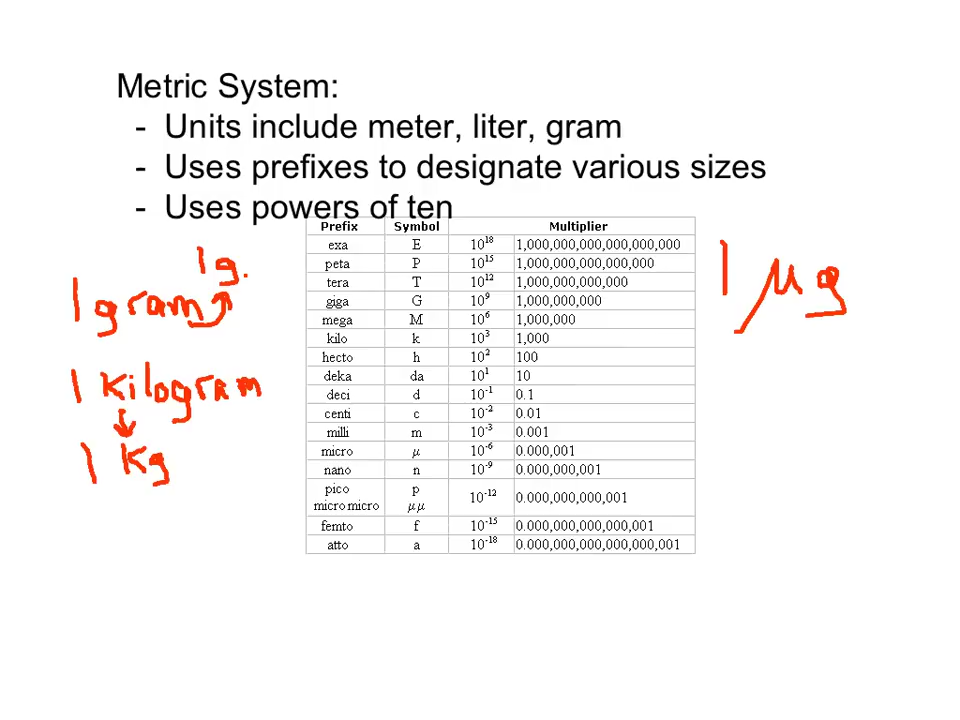 Metric System:
- Units include meter, liter, gram
- Uses prefixes to designate various sizes
- Uses powers of ten
Prefix Symbol Multiplier
exa E 10^18 1,000,000,000,000,000,000
peta P 10^15 1,000,000,000,000,000
tera T 10^12 1,000,000,000,000
giga G 10^9 1,000,000,000
mega M 10^6 1,000,000
kilo k 10^3 1,000
hecto h 10^2 100
deka da 10^1 10
deci d 10^-1 0.1
centi c 10^-2 0.01
milli m 10^-3 0.001
micro µ 10^-6 0.000,001
nano n 10^-9 0.000,000,001
pico p 10^-12 0.000,000,000,001
micro micro µµ
femto f 10^-15 0.000,000,000,000,001
atto a 10^-18 0.000,000,000,000,000,001
1g.
1gram
1 Kilogram
1 Kg
1 µg